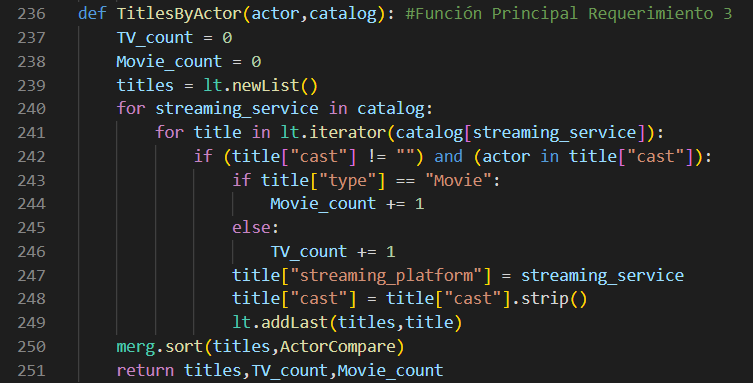 236 def TitlesByActor(actor,catalog): #Función Principal Requerimiento 3
237 TV_count = 0
238 Movie_count = 0
239 titles = lt.newList()
240 for streaming_service in catalog:
241 for title in lt.iterator(catalog[streaming_service]):
242 if (title["cast"] != "") and (actor in title["cast"]):
243 if title["type"] == "Movie":
244 Movie_count += 1
245 else:
246 TV_count += 1
247 title["streaming_platform"] = streaming_service
248 title["cast"] = title["cast"].strip()
249 lt.addLast(titles,title)
250 merg.sort(titles,ActorCompare)
251 return titles,TV_count,Movie_count